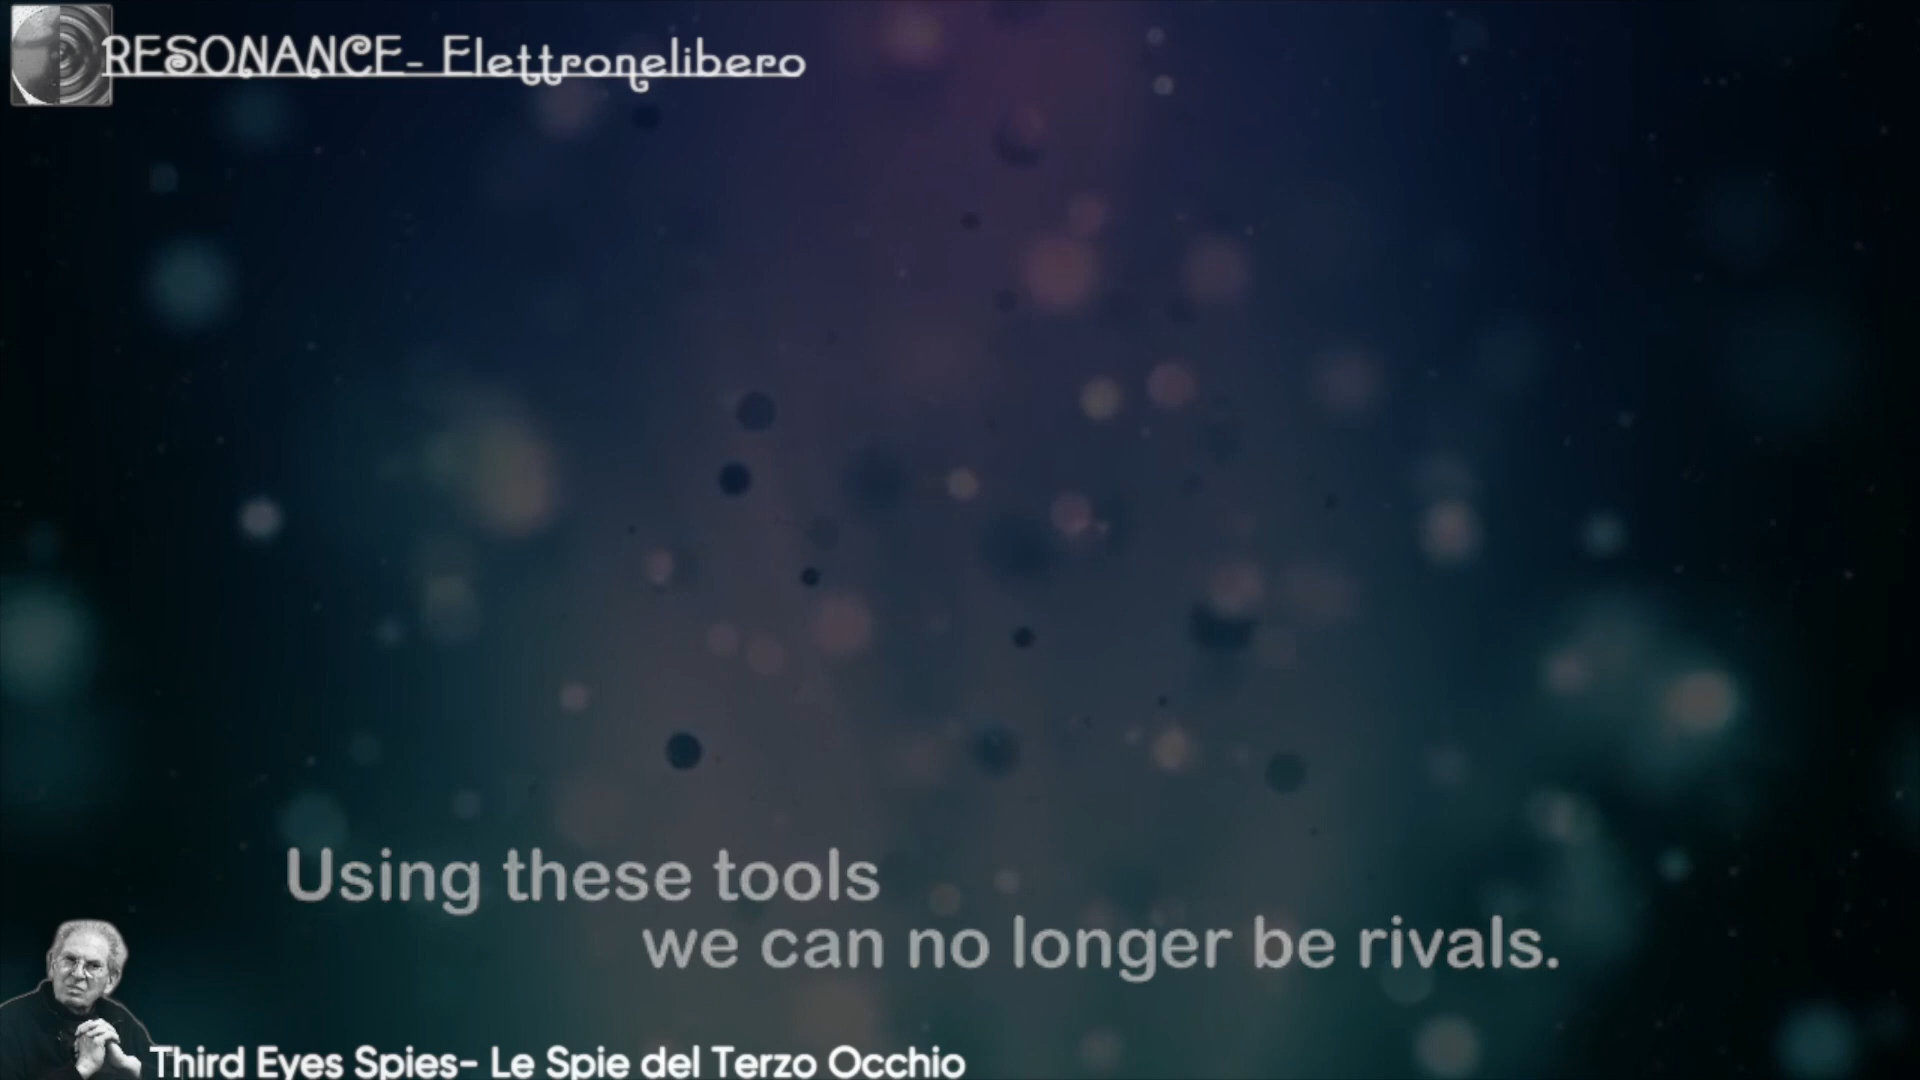 RESONANCE- Elettronelibero
Using these tools
we can no longer be rivals.
Third Eyes Spies- Le Spie del Terzo Occhio